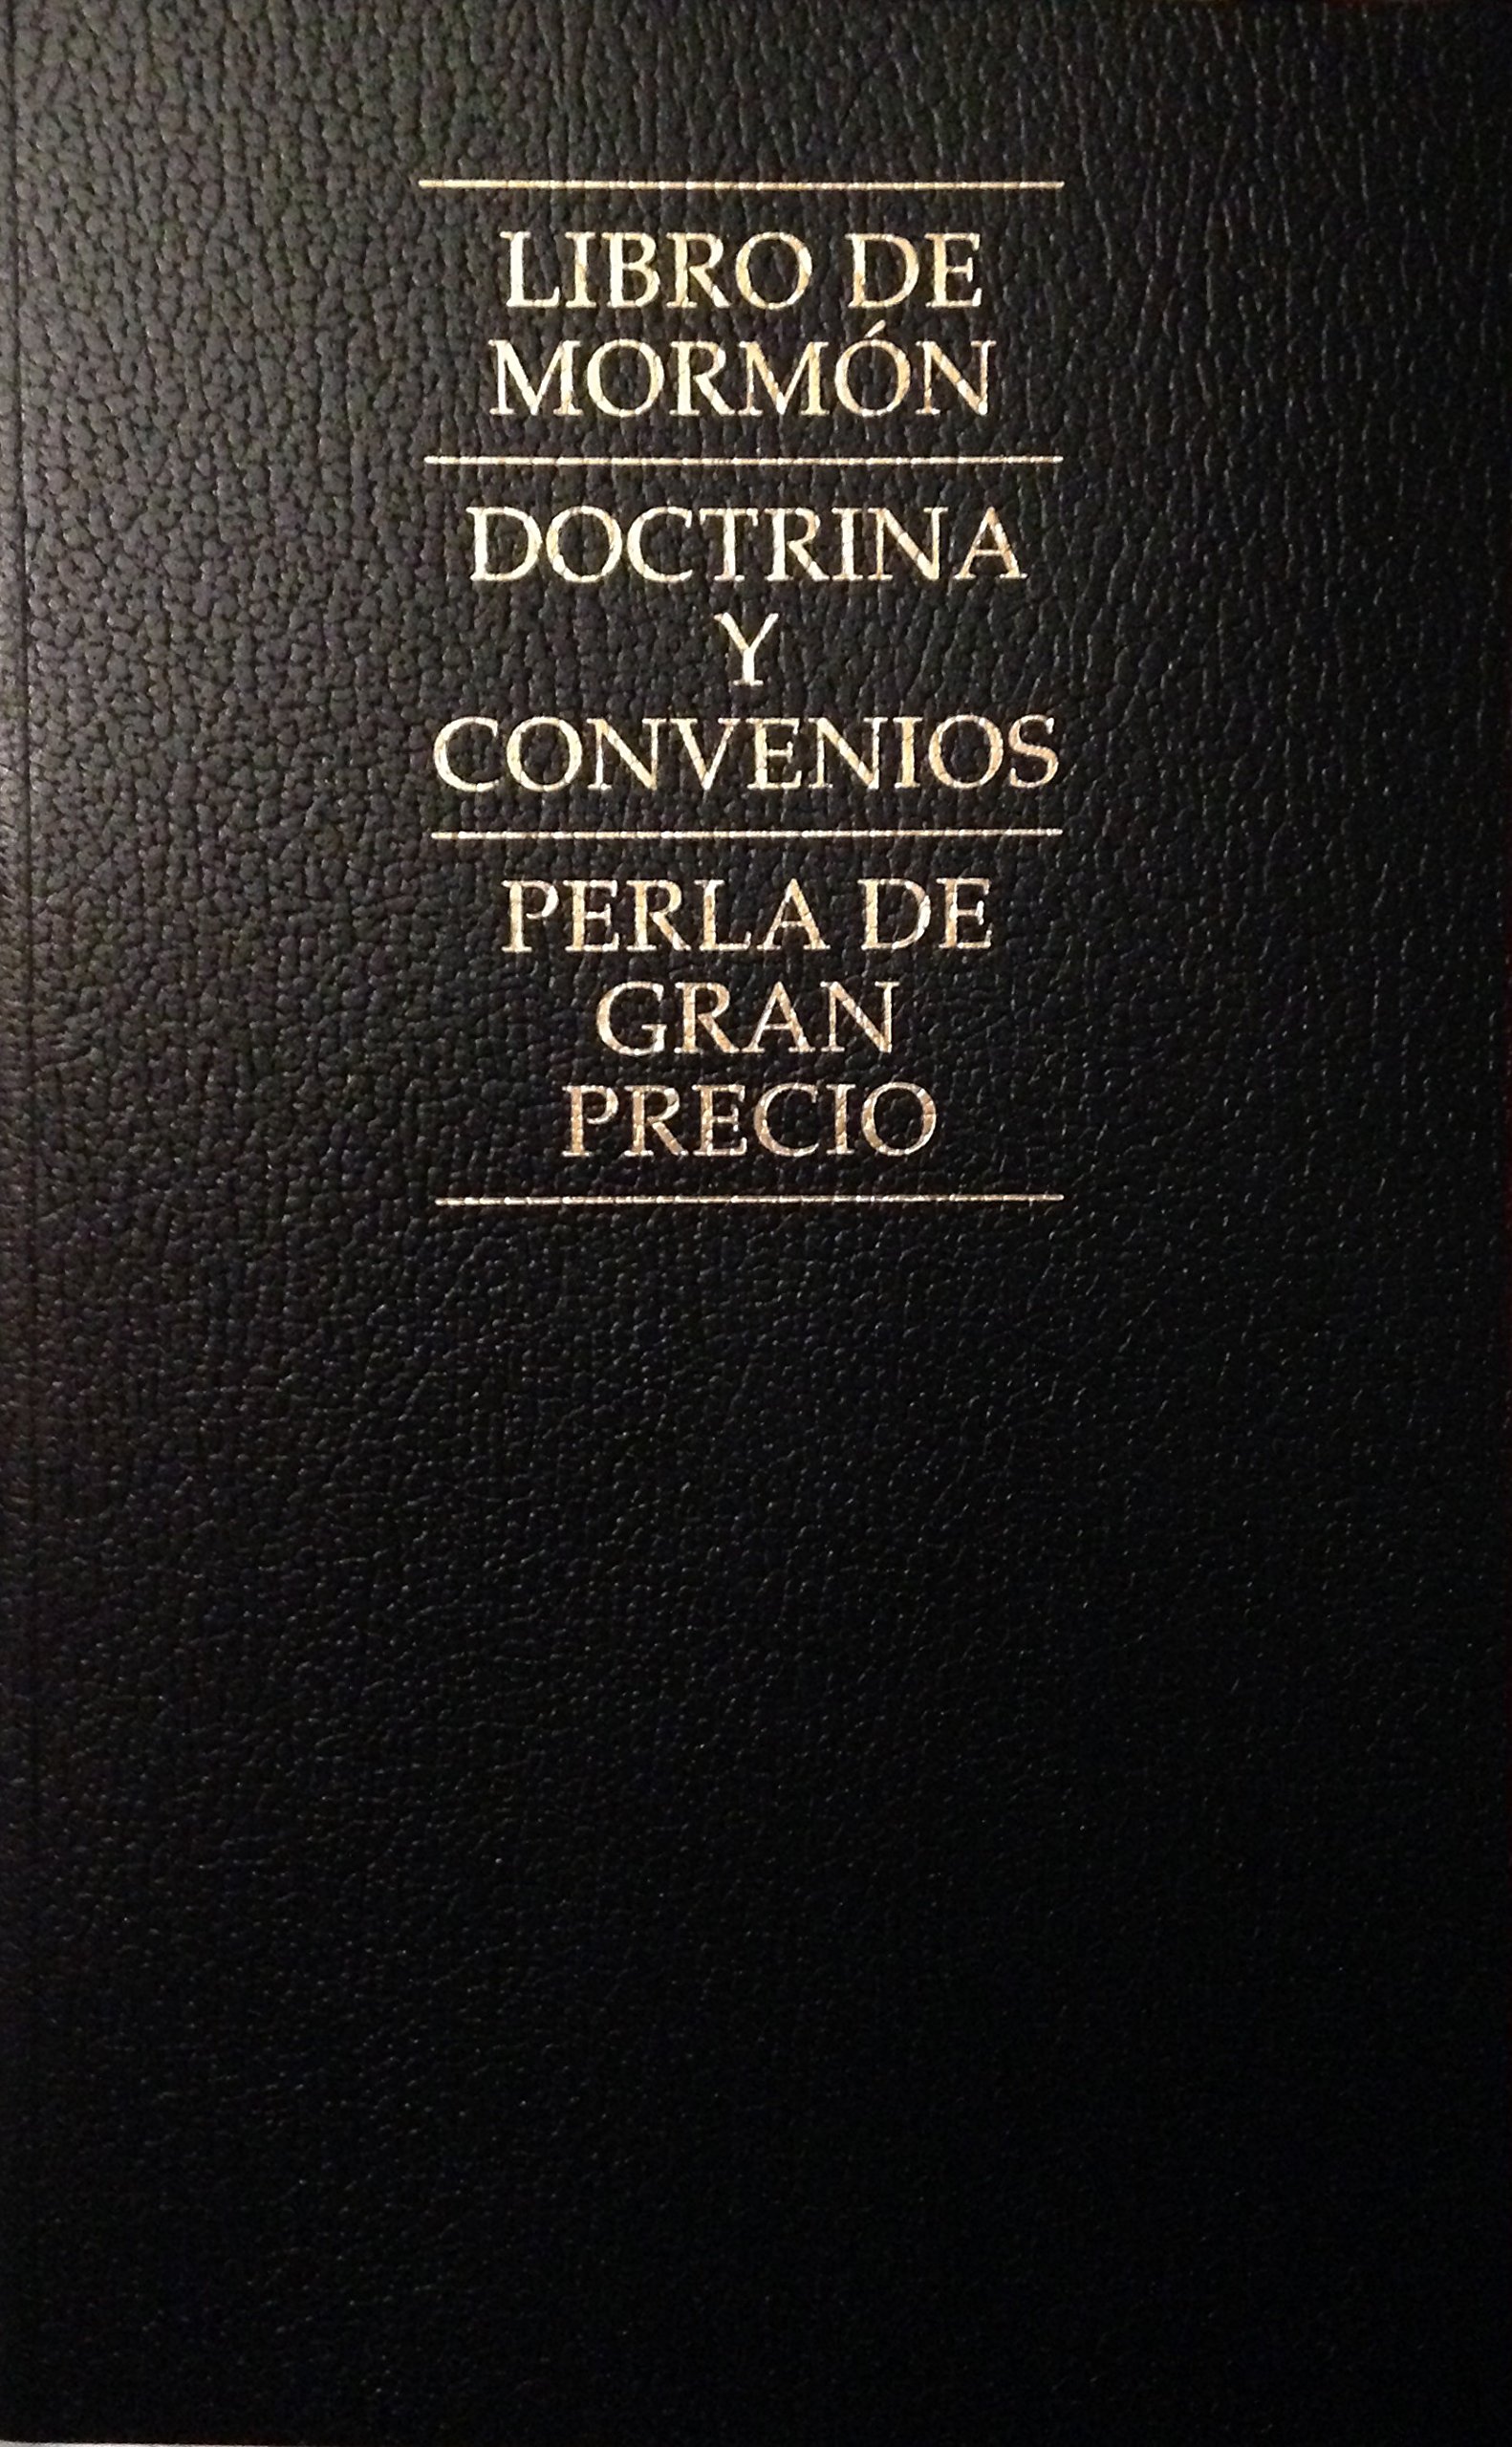 LIBRO DE
MORMÓN
DOCTRINA
Y
CONVENIOS
PERLA DE
GRAN
PRECIO